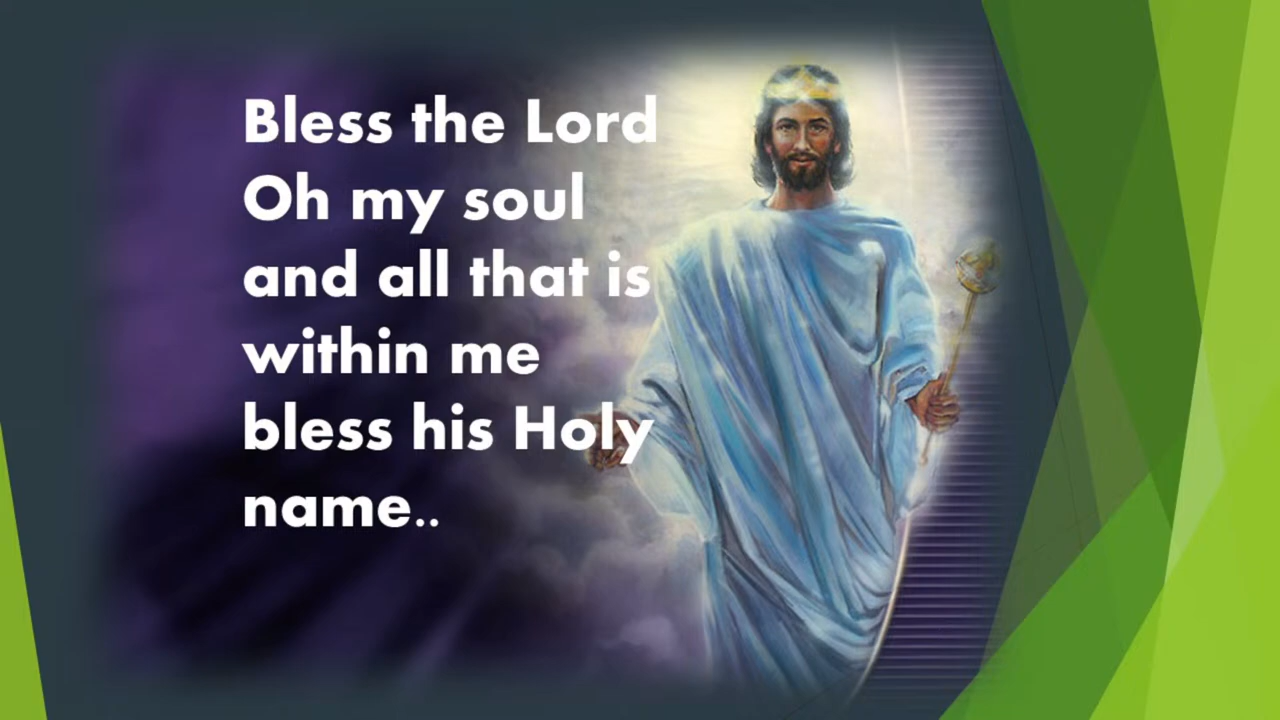 Bless the Lord
Oh my soul
and all that is
within me
bless his Holy
name..